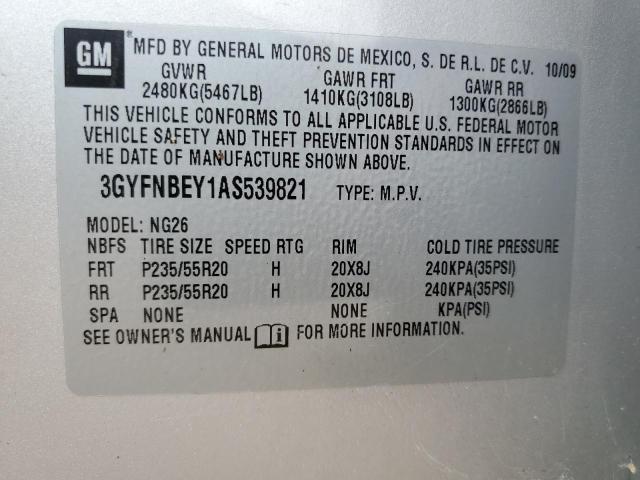 GM ® MFD BY GENERAL MOTORS DE MEXICO, S. DE R.L. DE C.V. 10/09
GVWR GAWR FRT GAWR RR
2480KG(5467LB) 1410KG(3108LB) 1300KG(2866LB)
THIS VEHICLE CONFORMS TO ALL APPLICABLE U.S. FEDERAL MOTOR
VEHICLE SAFETY AND THEFT PREVENTION STANDARDS IN EFFECT ON
THE DATE OF MANUFACTURE SHOWN ABOVE.
3GYFNBEY1AS539821 TYPE: M.P.V.
MODEL: NG26
NBFS TIRE SIZE SPEED RTG RIM COLD TIRE PRESSURE
FRT P235/55R20 H 20X8J 240KPA(35PSI)
RR P235/55R20 H 20X8J 240KPA(35PSI)
SPA NONE NONE KPA(PSI)
SEE OWNER'S MANUAL i FOR MORE INFORMATION.